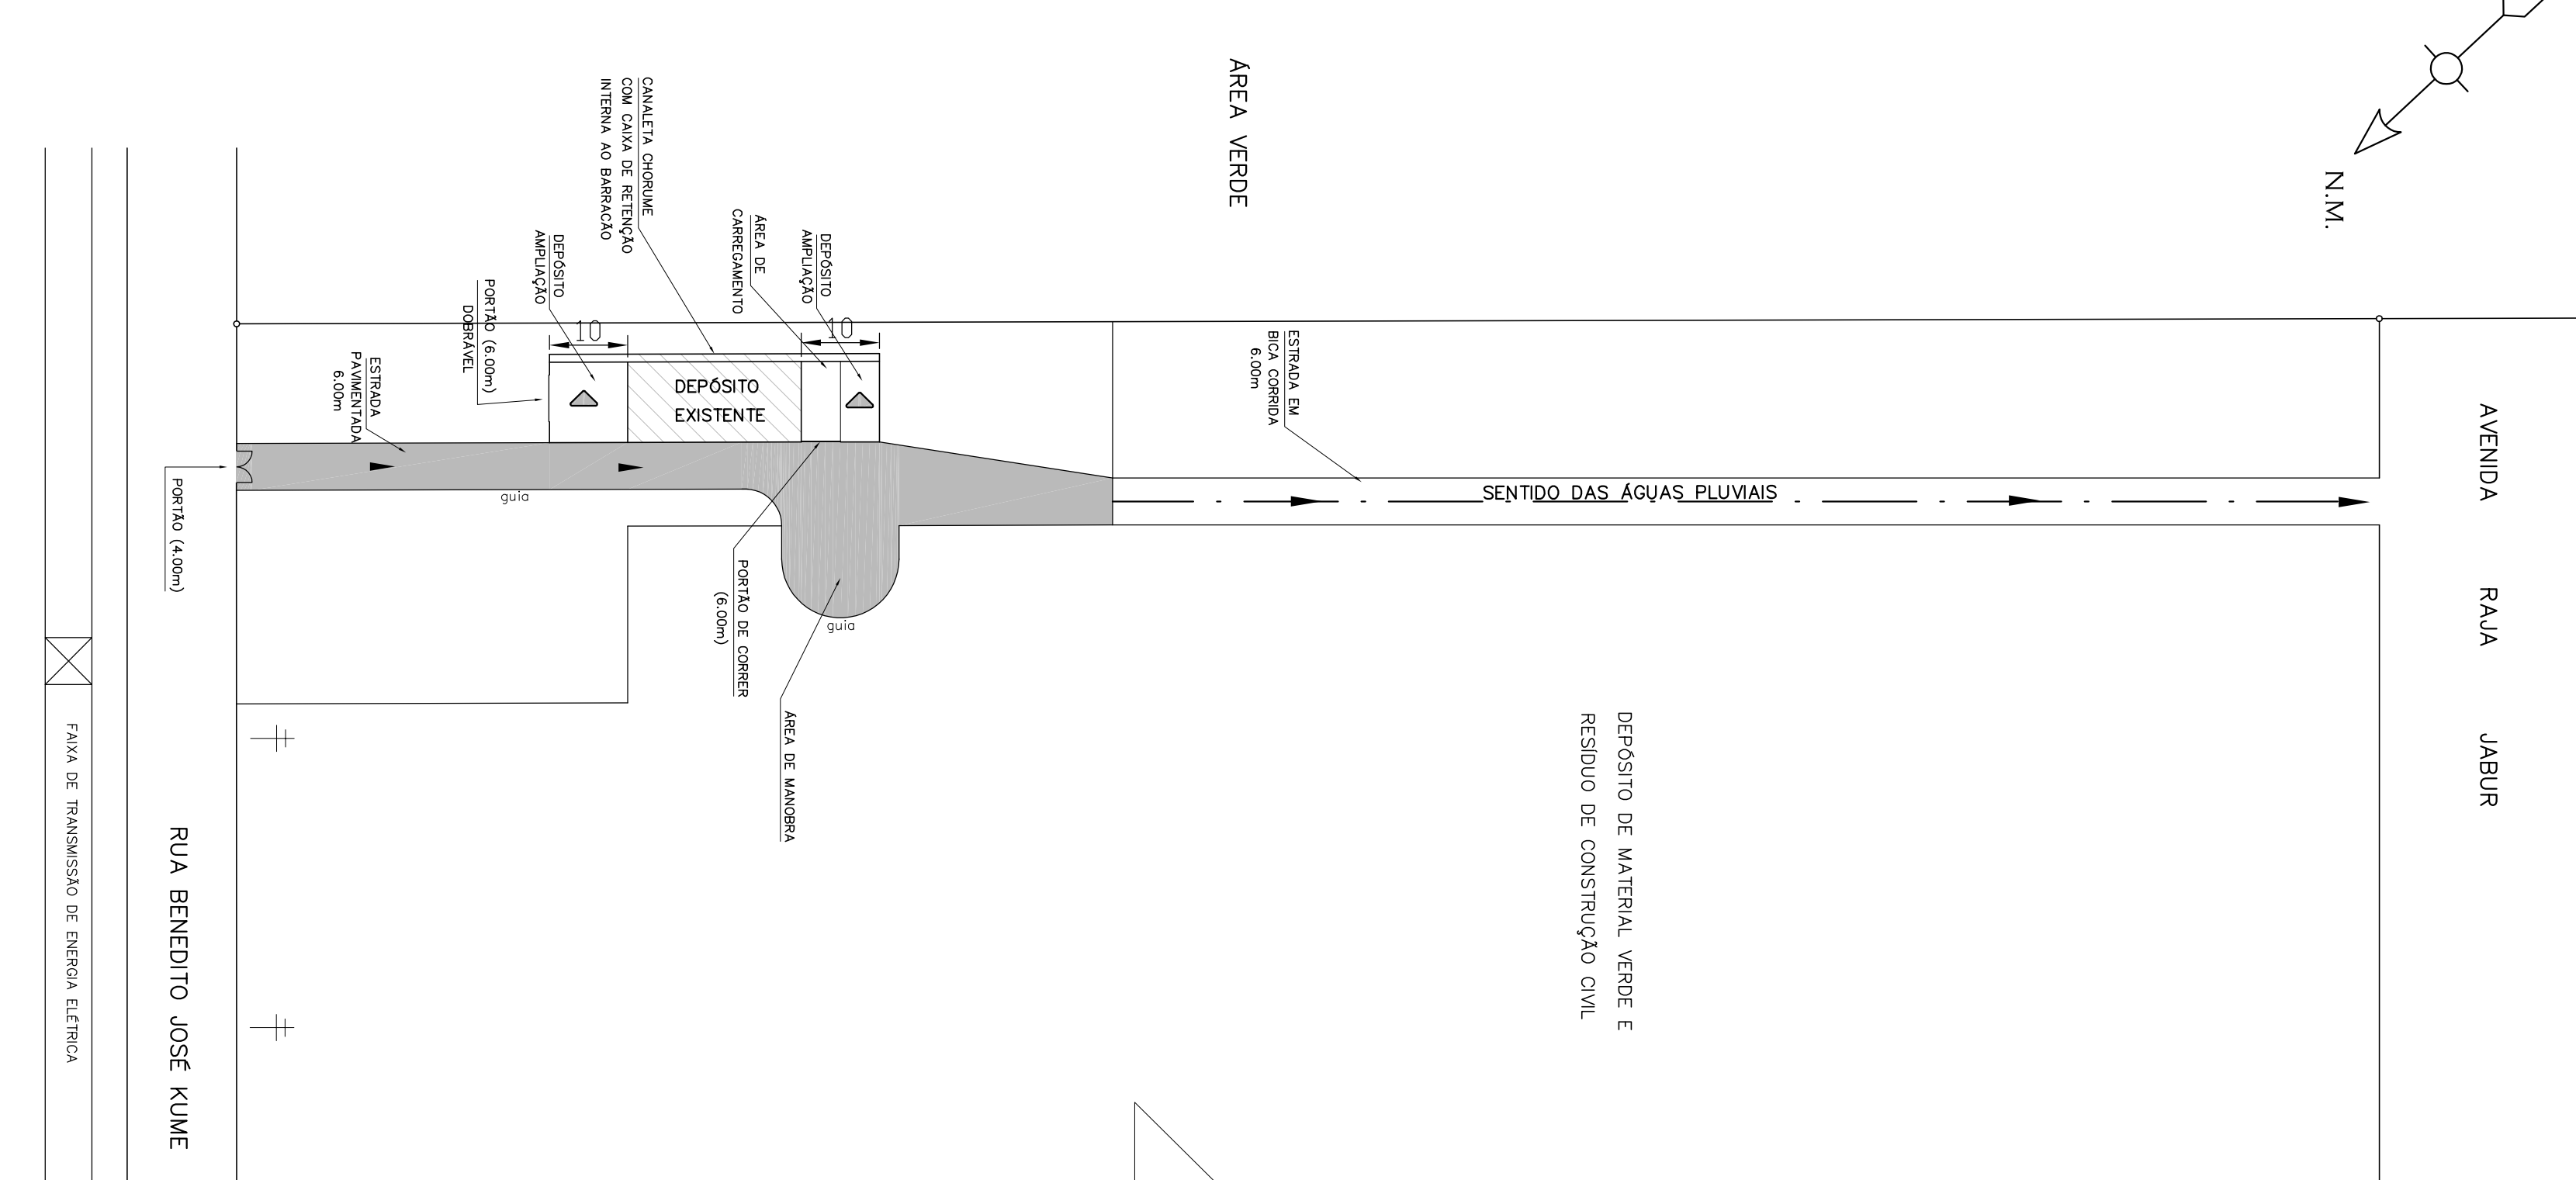 ÁREA VERDE
N.M.
CANALETA CHORUME
COM CAIXA DE RETENÇÃO
INTERNA AO BARRACÃO
ÁREA DE
CARREGAMENTO
DEPÓSITO
AMPLIAÇÃO
DEPÓSITO
AMPLIAÇÃO
PORTÃO (6.00m)
DOBRÁVEL
ESTRADA
PAVIMENTADA
6.00m
10
10
DEPÓSITO
EXISTENTE
ESTRADA EM
BICA CORRIDA
6.00m
AVENIDA RAJA JABUR
SENTIDO DAS ÁGUAS PLUVIAIS
guia
guia
PORTÃO (4.00m)
PORTÃO DE CORRER
(6.00m)
ÁREA DE MANOBRA
DEPÓSITO DE MATERIAL VERDE E
RESÍDUO DE CONSTRUÇÃO CIVIL
RUA BENEDITO JOSÉ KUME
FAIXA DE TRANSMISSÃO DE ENERGIA ELÉTRICA